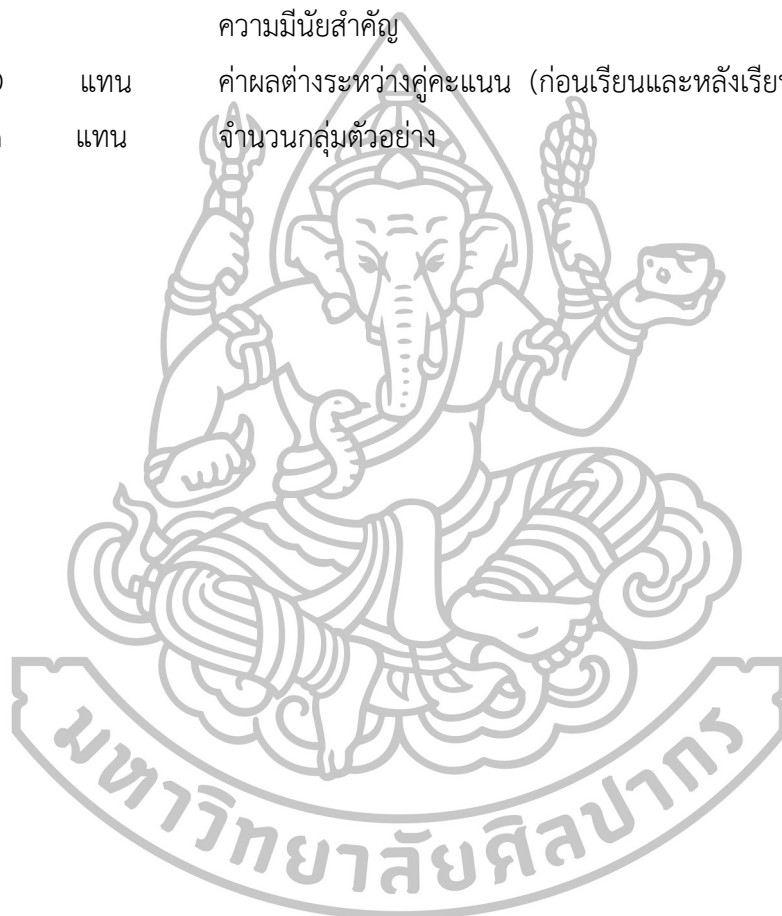 ความมีนัยสำคัญ
แทน ค่าผลต่างระหว่างคู่คะแนน (ก่อนเรียนและหลังเรียน
แทน จำนวนกลุ่มตัวอย่าง
มหาวิทยาลัยศิลปากร